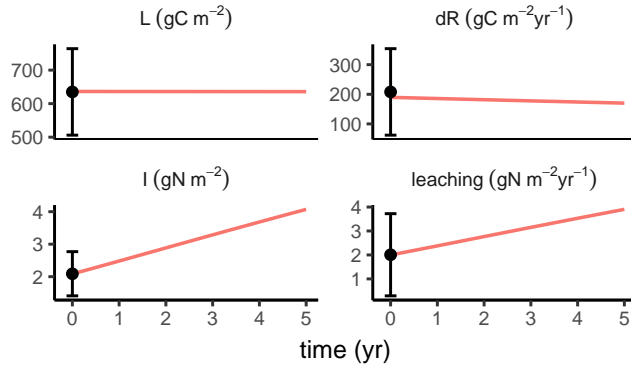 L (gC m⁻²)
700
600
500
dR (gC m⁻²yr⁻¹)
300
200
100
I (gN m⁻²)
4
3
2
0 1 2 3 4 5
leaching (gN m⁻²yr⁻¹)
4
3
2
1
0 1 2 3 4 5
time (yr)